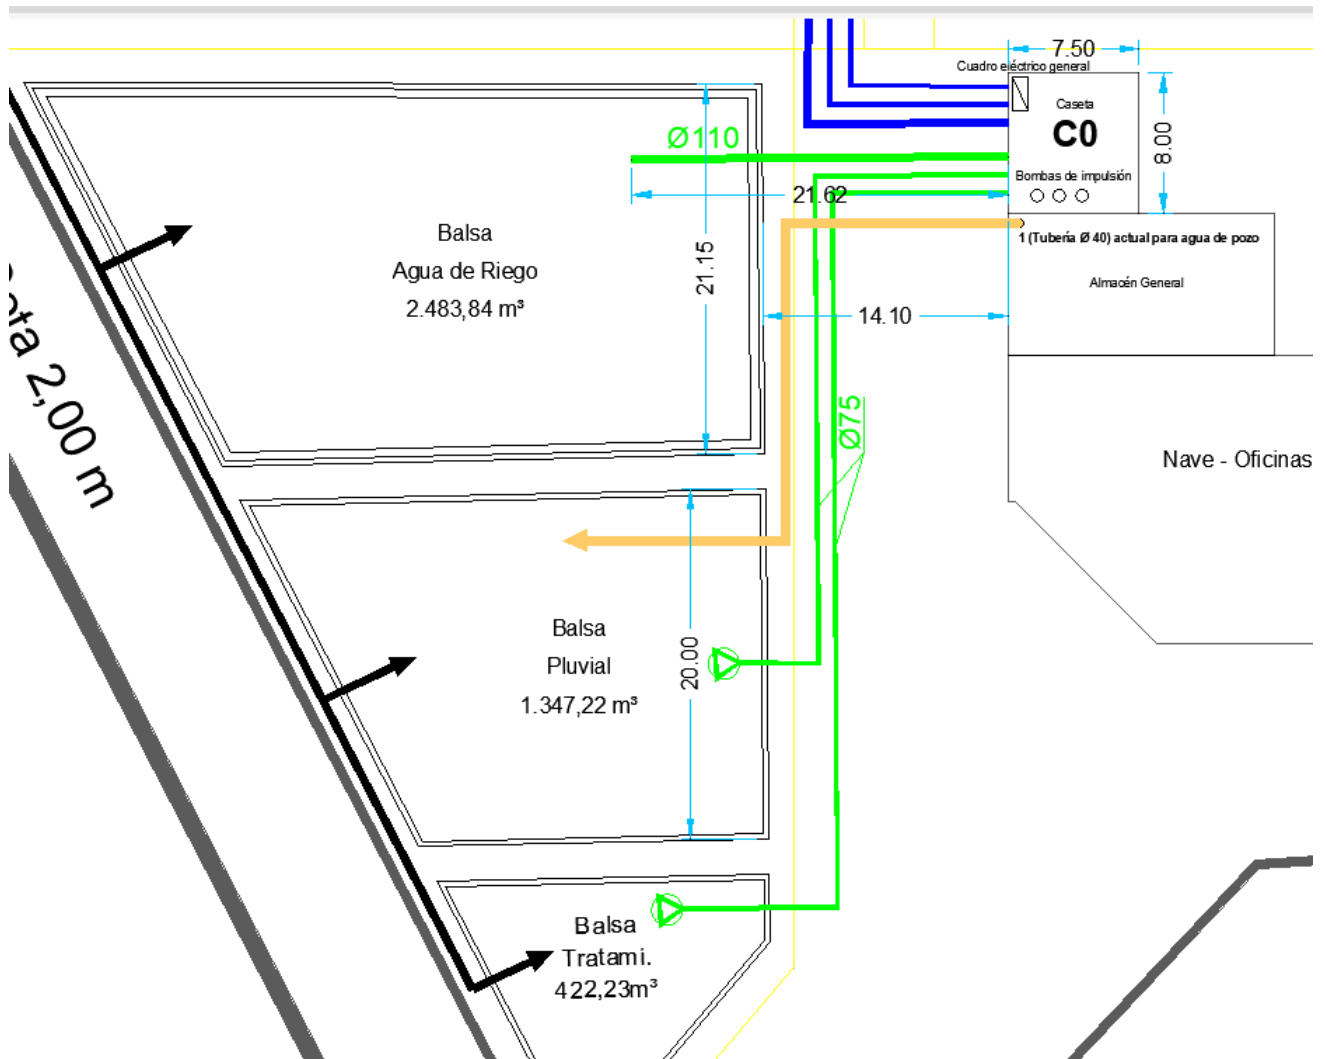 7.50
Cuadro eléctrico general
Caseta
C0
8.00
Ø110
Bombas de impulsión
21.62
1 (Tubería Ø 40) actual para agua de pozo
Balsa
Agua de Riego
2.483,84 m³
21.15
Almacén General
14.10
2,00 m
Ø75
Nave - Oficinas
Balsa
Pluvial
1.347,22 m³
20.00
Balsa
Tratami.
422,23m³